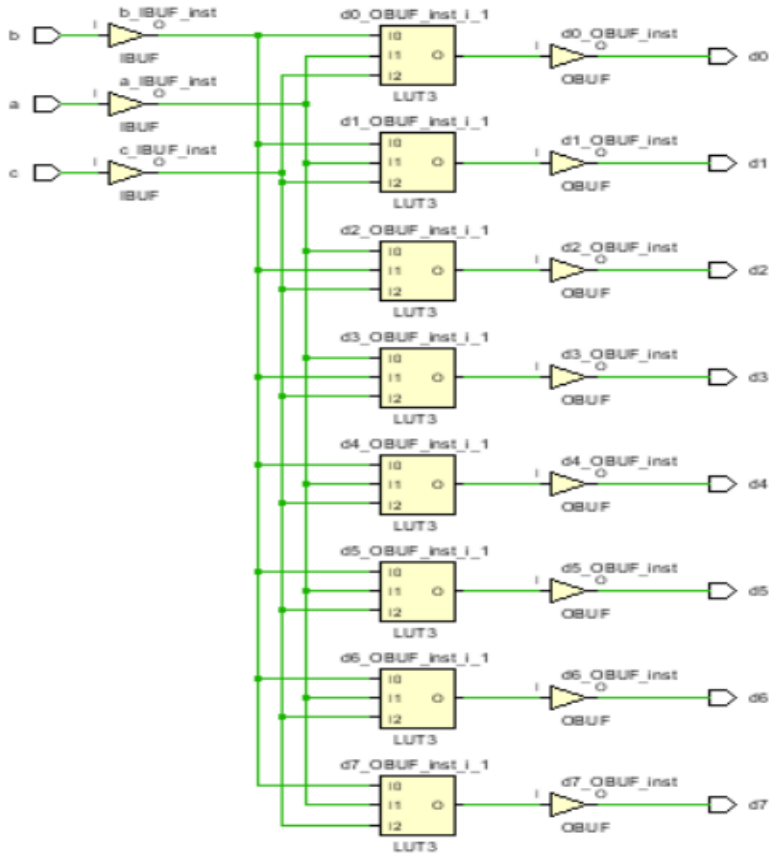 b
I
b_IBUF_inst
O
IBUF
a
I
a_IBUF_inst
O
IBUF
c
I
c_IBUF_inst
O
IBUF
d0_OBUF_inst_i_1
I0
I1
I2
O
LUT3
d0_OBUF_inst
I
O
OBUF
d0
d1_OBUF_inst_i_1
I0
I1
I2
O
LUT3
d1_OBUF_inst
I
O
OBUF
d1
d2_OBUF_inst_i_1
I0
I1
I2
O
LUT3
d2_OBUF_inst
I
O
OBUF
d2
d3_OBUF_inst_i_1
I0
I1
I2
O
LUT3
d3_OBUF_inst
I
O
OBUF
d3
d4_OBUF_inst_i_1
I0
I1
I2
O
LUT3
d4_OBUF_inst
I
O
OBUF
d4
d5_OBUF_inst_i_1
I0
I1
I2
O
LUT3
d5_OBUF_inst
I
O
OBUF
d5
d6_OBUF_inst_i_1
I0
I1
I2
O
LUT3
d6_OBUF_inst
I
O
OBUF
d6
d7_OBUF_inst_i_1
I0
I1
I2
O
LUT3
d7_OBUF_inst
I
O
OBUF
d7